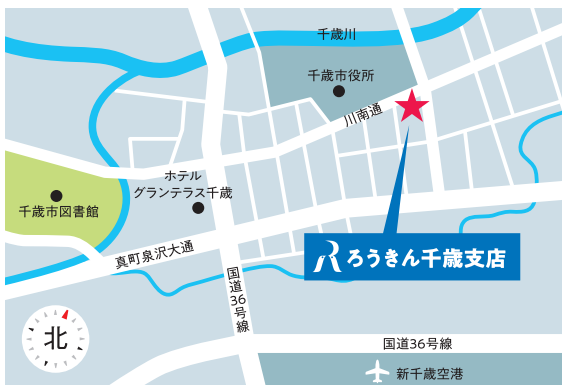 千歳川
千歳市役所
川南通
ホテル
グランテラス千歳
千歳市図書館
真町泉沢大通
ろうきん千歳支店
国道36号線
北
国道36号線
新千歳空港